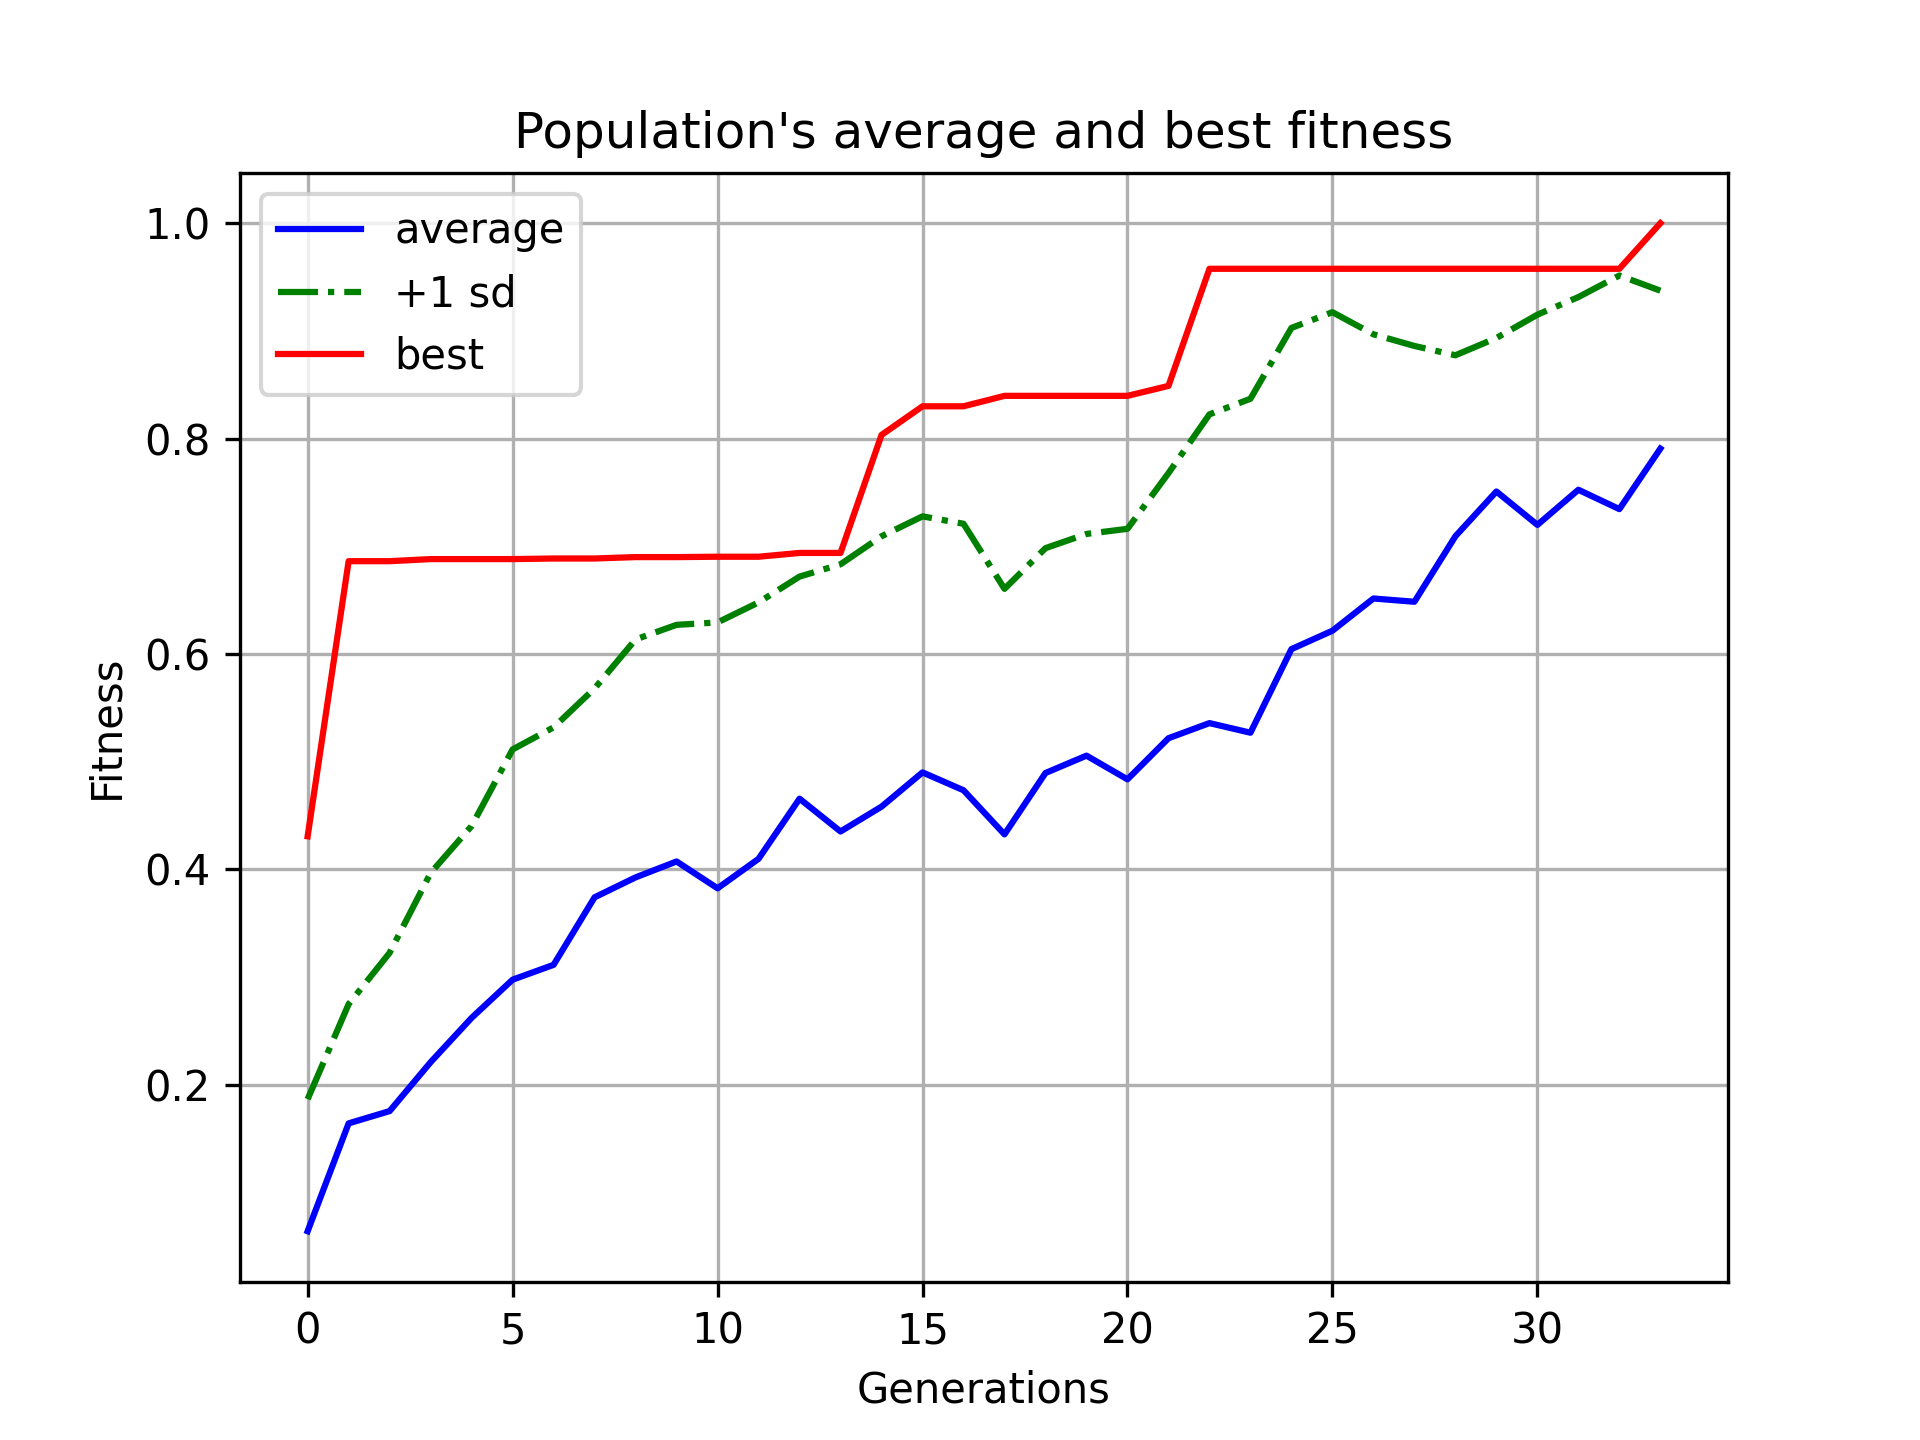 Population's average and best fitness
average
+1 sd
best
1.0
0.8
0.6
0.4
0.2
Fitness
0 5 10 15 20 25 30
Generations